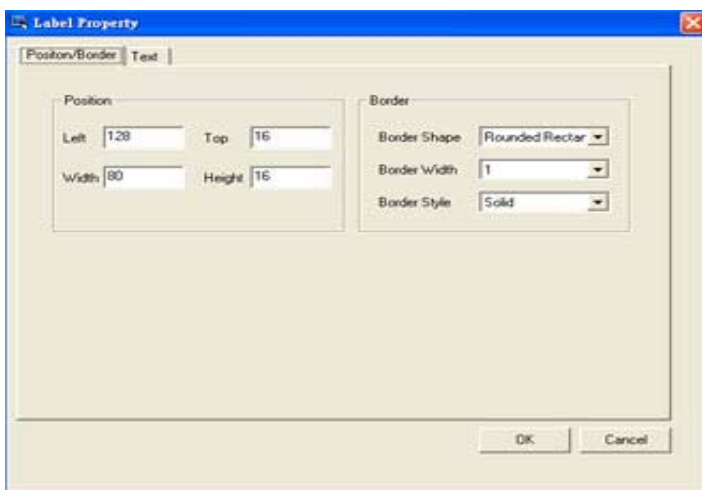 Label Property
Positon/Border Text
Position
Left 128 Top 16
Width 80 Height 16
Border
Border Shape Rounded Rectar
Border Width 1
Border Style Solid
OK Cancel